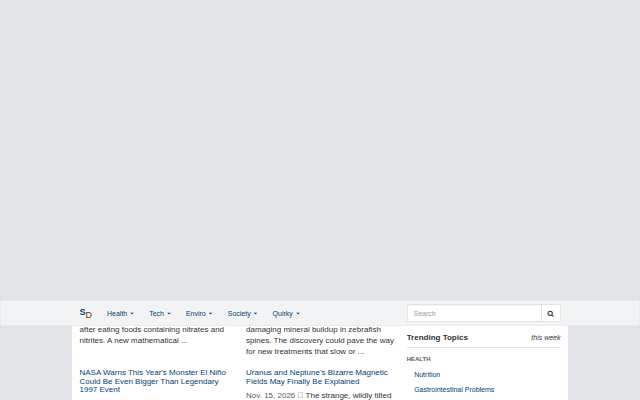 SD Health Tech Enviro Society Quirky Search
after eating foods containing nitrates and
nitrites. A new mathematical ...
NASA Warns This Year's Monster El Niño
Could Be Even Bigger Than Legendary
1997 Event
damaging mineral buildup in zebrafish
spines. The discovery could pave the way
for new treatments that slow or ...
Uranus and Neptune's Bizarre Magnetic
Fields May Finally Be Explained
Nov. 15, 2026 □ The strange, wildly tilted
Trending Topics this week
HEALTH
Nutrition
Gastrointestinal Problems